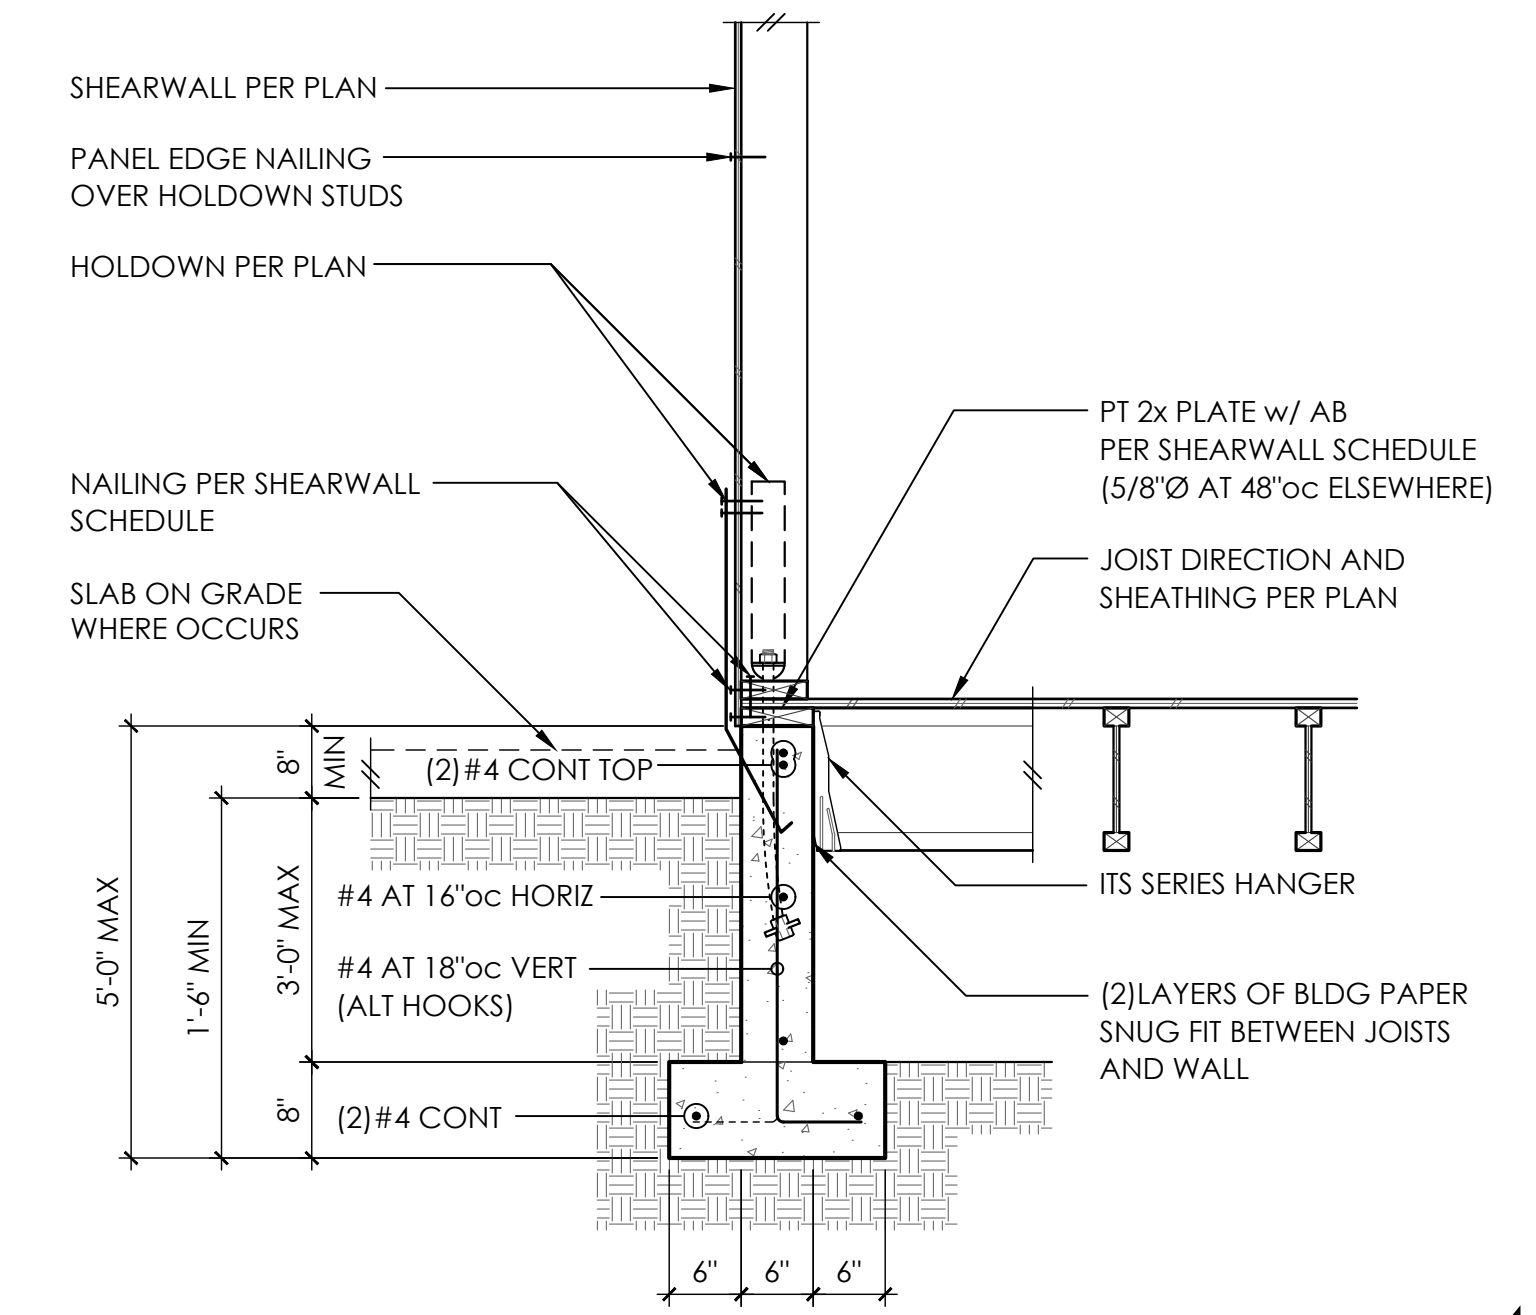 SHEARWALL PER PLAN
PANEL EDGE NAILING
OVER HOLDOWN STUDS
HOLDOWN PER PLAN
NAILING PER SHEARWALL
SCHEDULE
SLAB ON GRADE
WHERE OCCURS
PT 2x PLATE w/ AB
PER SHEARWALL SCHEDULE
(5/8"Ø AT 48"oc ELSEWHERE)
JOIST DIRECTION AND
SHEATHING PER PLAN
8"
MIN
(2)#4 CONT TOP
5'-0" MAX
1'-6" MIN
3'-0" MAX
#4 AT 16"oc HORIZ
#4 AT 18"oc VERT
(ALT HOOKS)
ITS SERIES HANGER
(2)LAYERS OF BLDG PAPER
SNUG FIT BETWEEN JOISTS
AND WALL
8"
(2)#4 CONT
6"
6"
6"